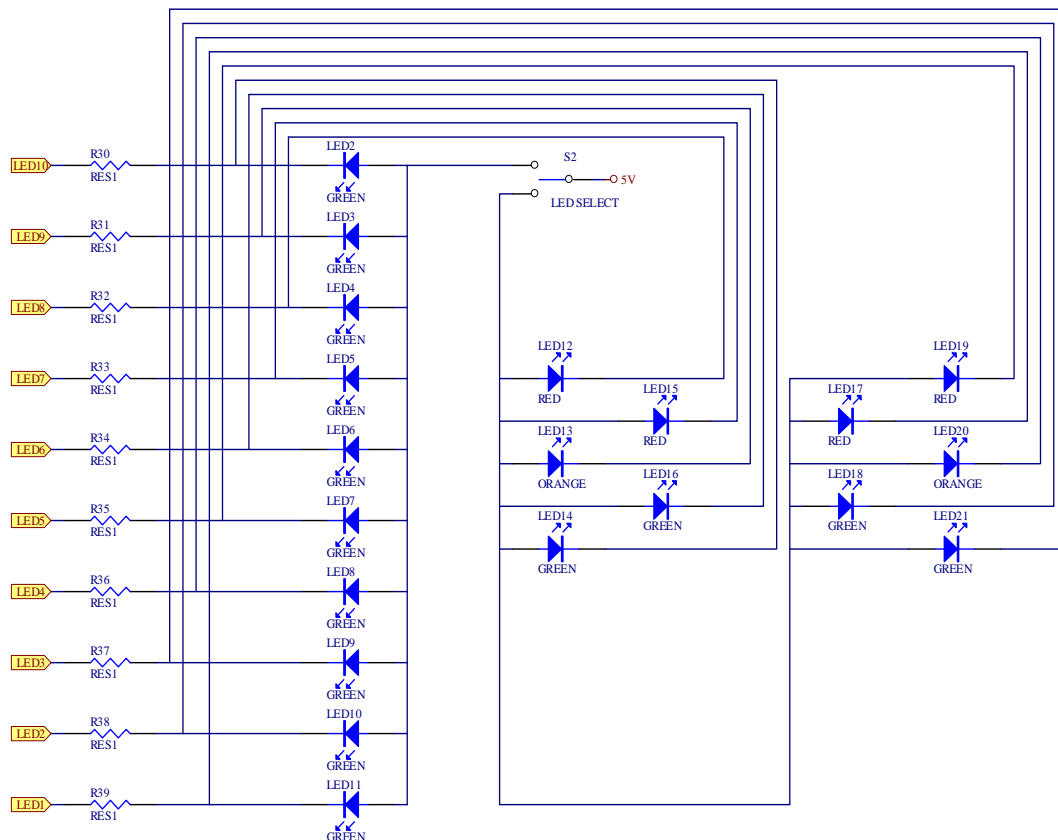 LED2
S2
LED10
R30
RES1
5V
GREEN
LED SELECT
LED3
LED9
R31
RES1
GREEN
LED4
LED8
R32
RES1
GREEN
LED12
LED19
LED5
LED7
R33
RES1
GREEN
RED
LED15
LED17
RED
RED
RED
LED6
LED13
LED20
LED6
R34
RES1
GREEN
ORANGE
LED16
LED18
ORANGE
LED7
LED14
GREEN
GREEN
LED21
LED5
R35
RES1
GREEN
GREEN
GREEN
LED8
LED4
R36
RES1
GREEN
LED9
LED3
R37
RES1
GREEN
LED10
LED2
R38
RES1
GREEN
LED11
LED1
R39
RES1
GREEN